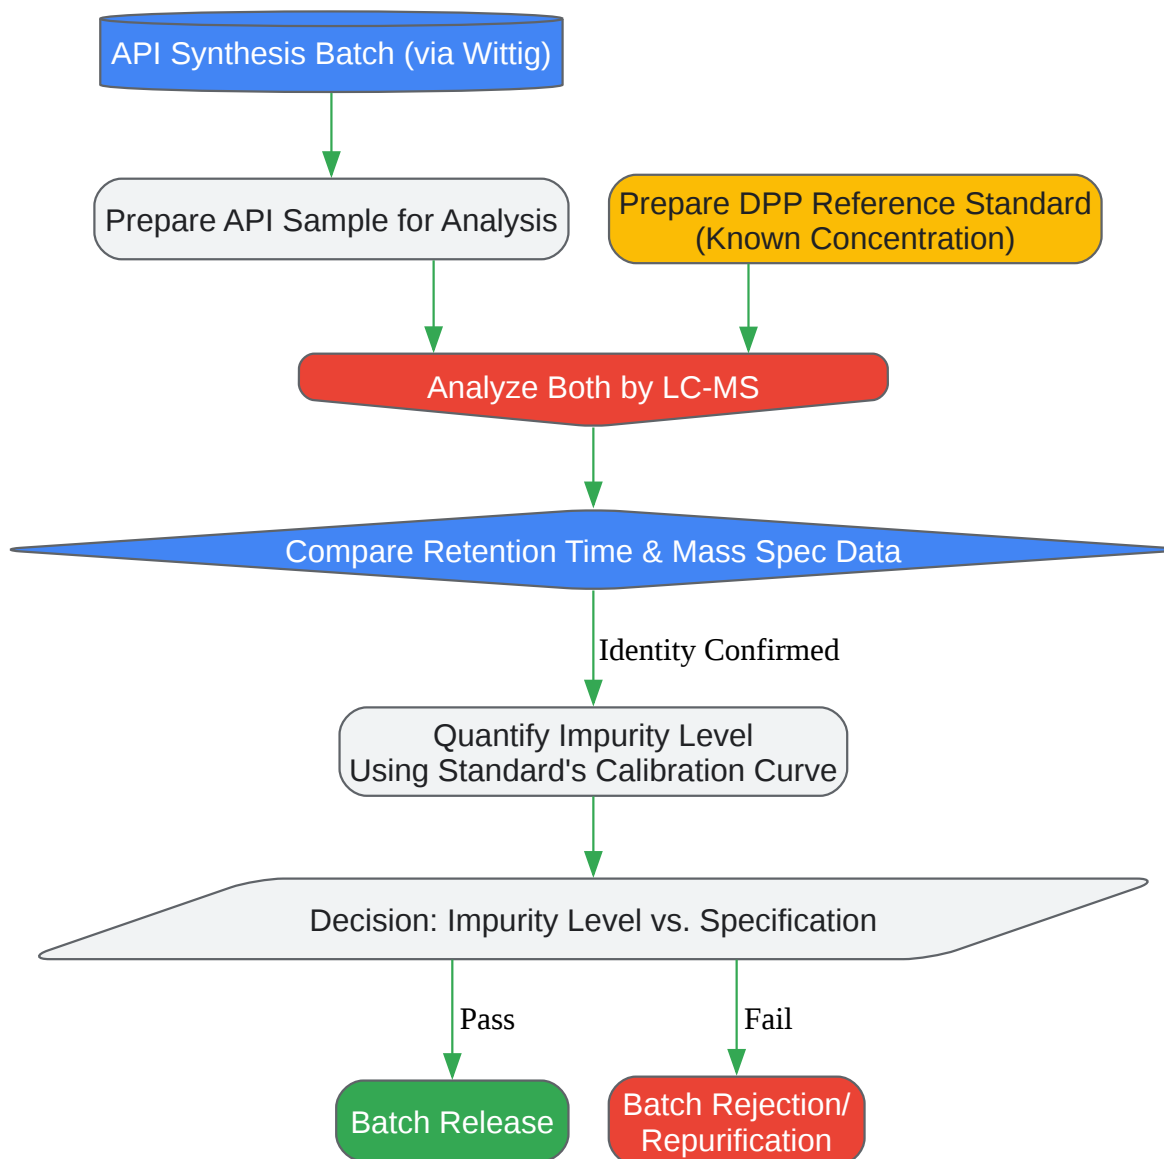 API Synthesis Batch (via Wittig)
Prepare API Sample for Analysis
Prepare DPP Reference Standard
(Known Concentration)
Analyze Both by LC-MS
Compare Retention Time & Mass Spec Data
Identity Confirmed
Quantify Impurity Level
Using Standard's Calibration Curve
Decision: Impurity Level vs. Specification
Pass
Fail
Batch Release
Batch Rejection/
Repurification